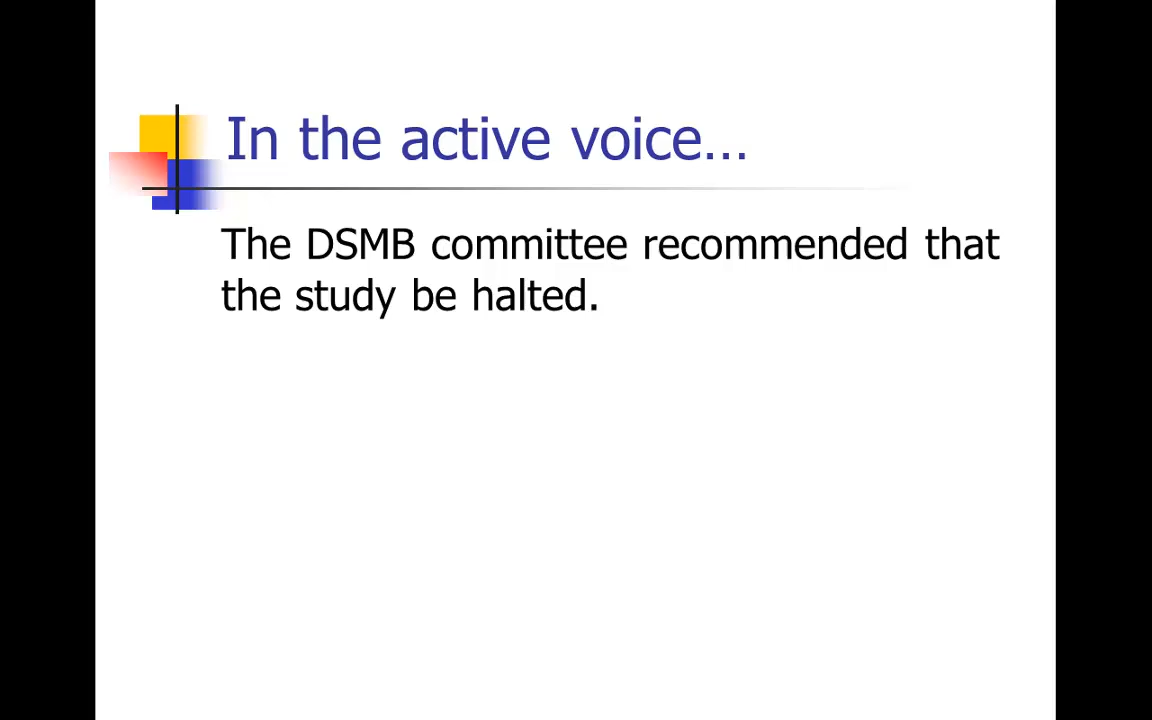 In the active voice…
The DSMB committee recommended that
the study be halted.